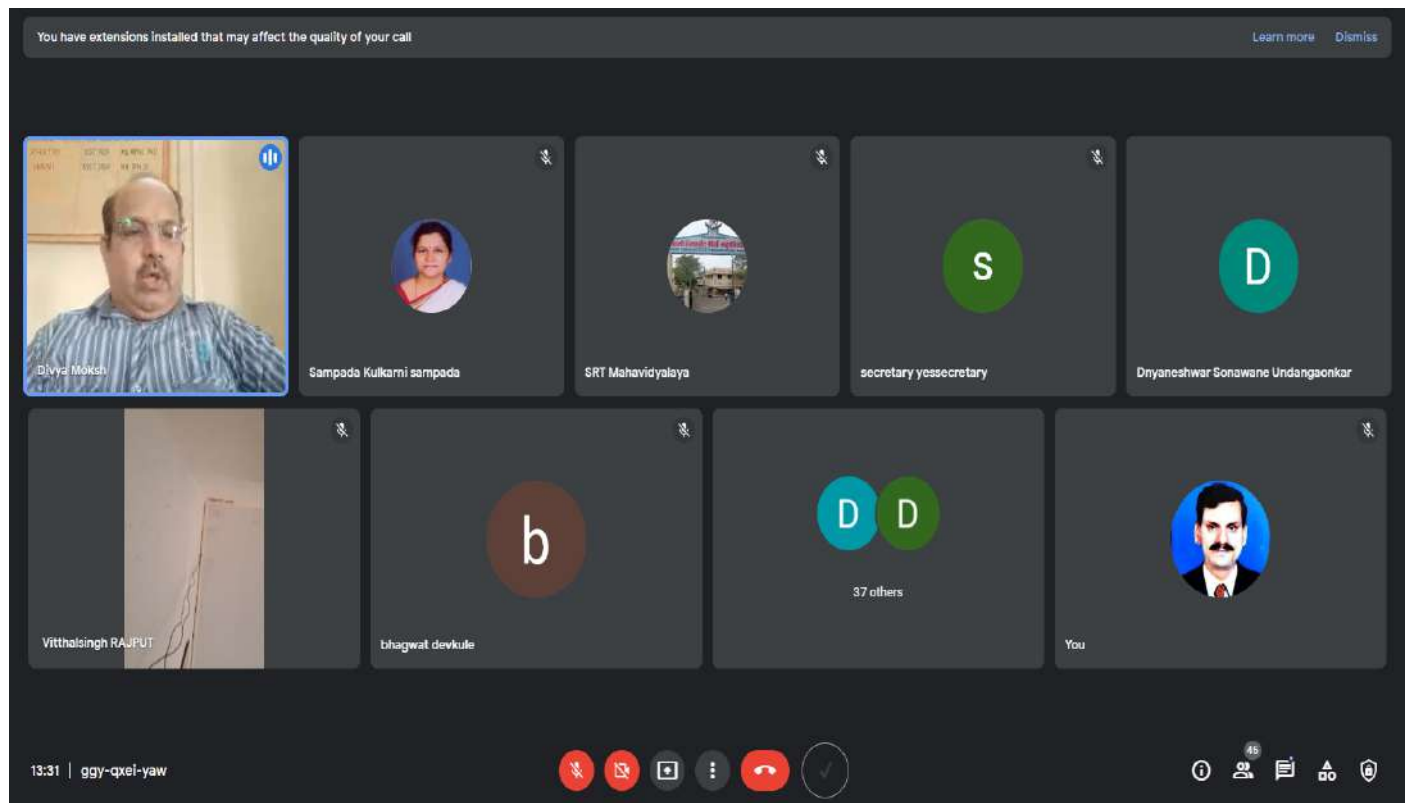 You have extensions installed that may affect the quality of your call
Learn more Dismiss
Divya Moksh
Sampada Kulkarni sampada
SRT Mahavidyalaya
s
secretary yessecretary
D
Dnyaneshwar Sonawane Undangaonkar
Vitthalsingh RAJPUT
b
bhagwat devkule
D D
37 others
You
13:31 | ggy-qxei-yaw
45